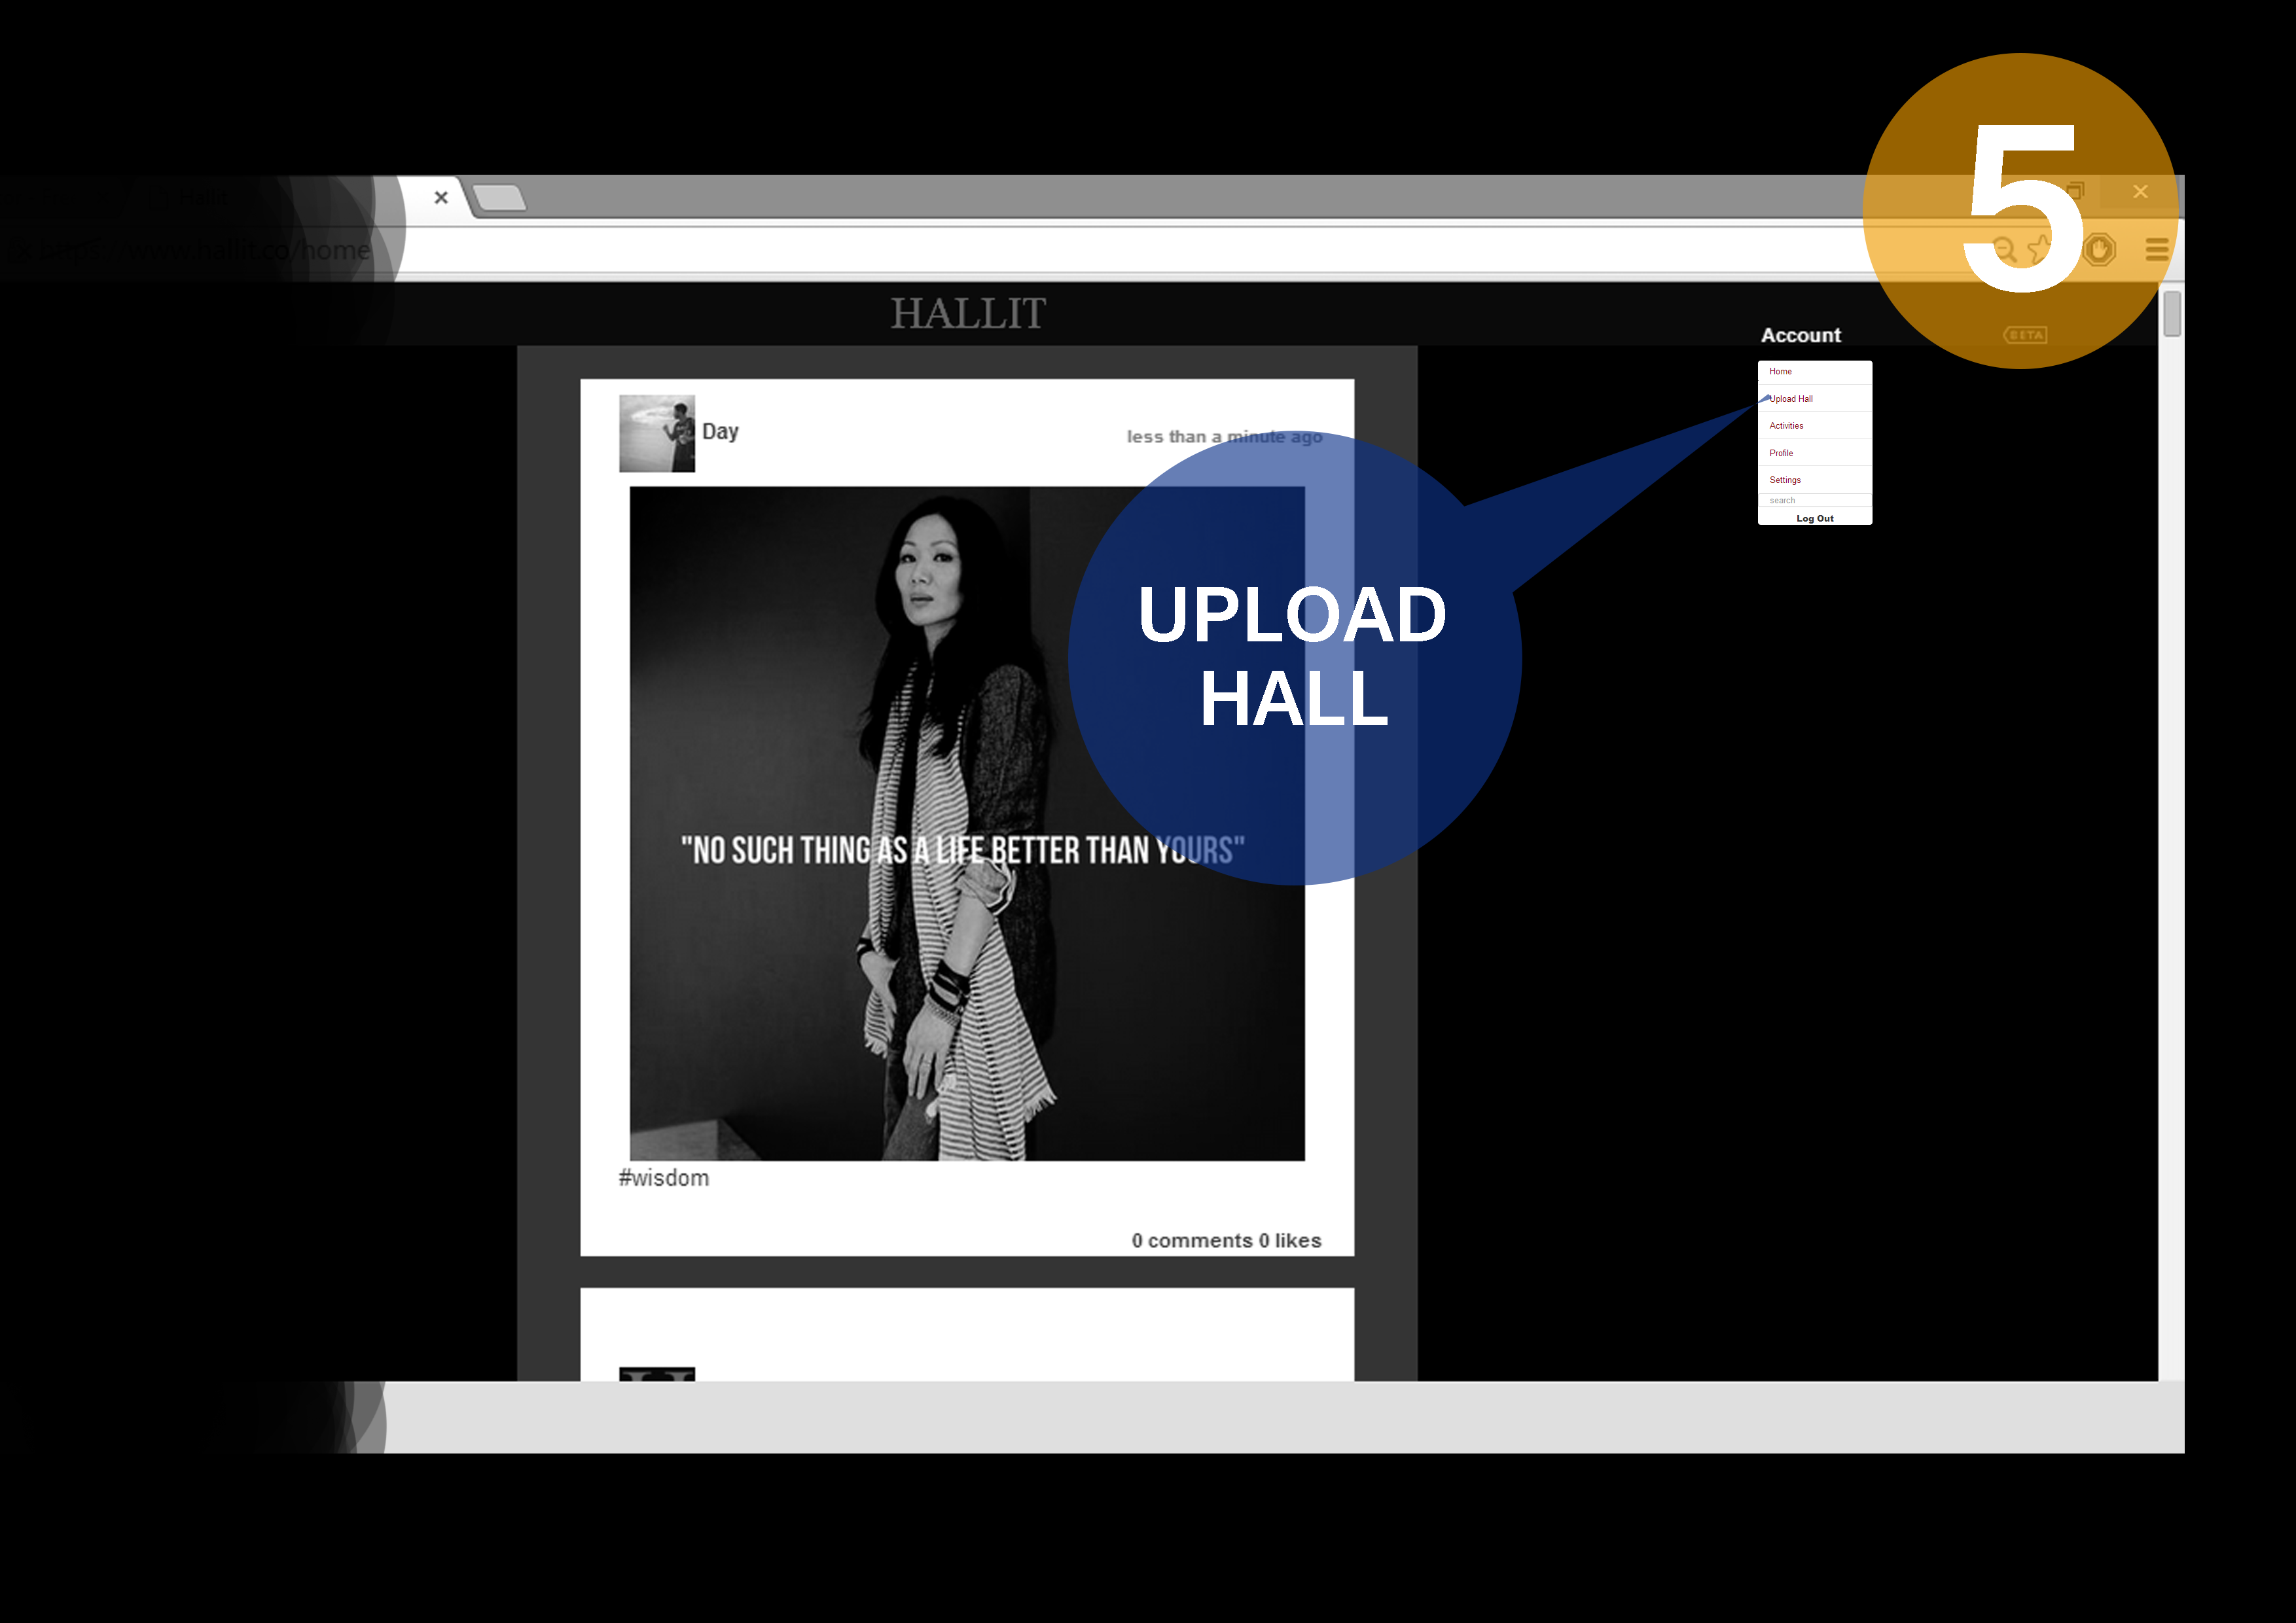 5
Hallit
www.hallit.co/home
HALLIT
Account
BETA
Home
Upload Hall
Activities
Profile
Settings
search
Log Out
Day
less than a minute ago
UPLOAD
HALL
"NO SUCH THING AS A LIFE BETTER THAN YOURS"
#wisdom
0 comments 0 likes